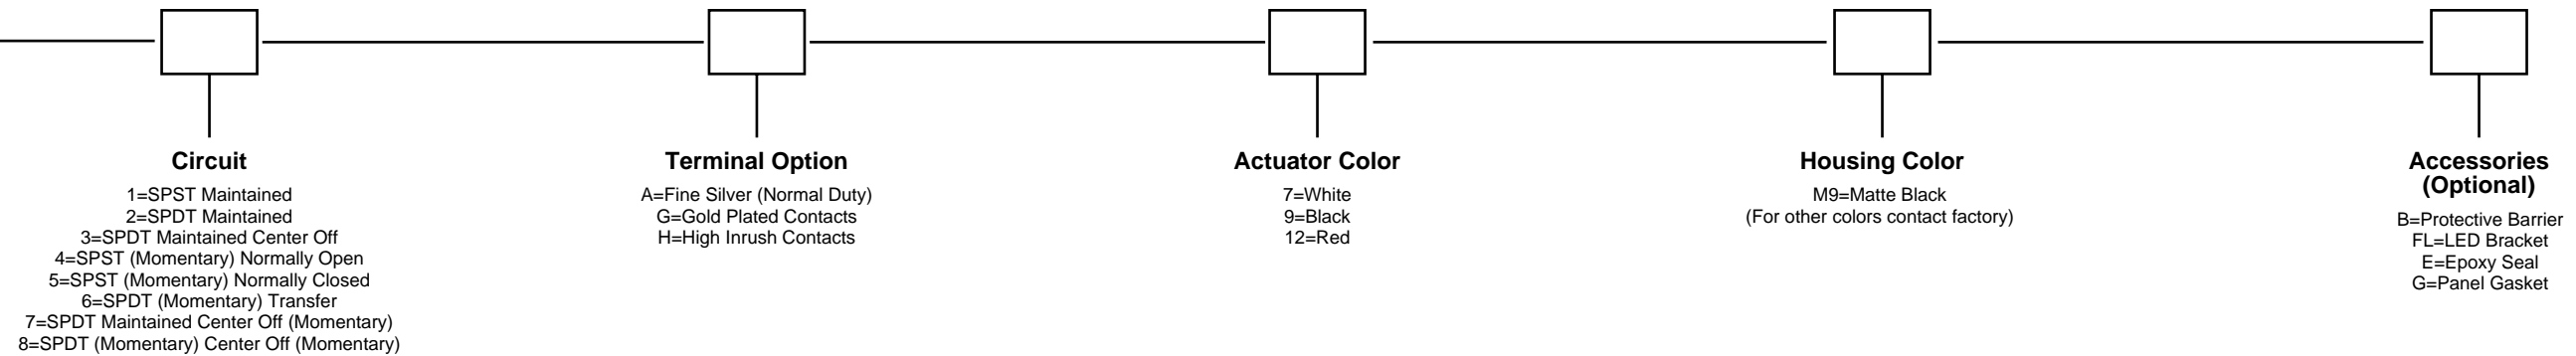 Circuit
1=SPST Maintained
2=SPDT Maintained
3=SPDT Maintained Center Off
4=SPST (Momentary) Normally Open
5=SPST (Momentary) Normally Closed
6=SPDT (Momentary) Transfer
7=SPDT Maintained Center Off (Momentary)
8=SPDT (Momentary) Center Off (Momentary)
Terminal Option
A=Fine Silver (Normal Duty)
G=Gold Plated Contacts
H=High Inrush Contacts
Actuator Color
7=White
9=Black
12=Red
Housing Color
M9=Matte Black
(For other colors contact factory)
Accessories
(Optional)
B=Protective Barrier
FL=LED Bracket
E=Epoxy Seal
G=Panel Gasket